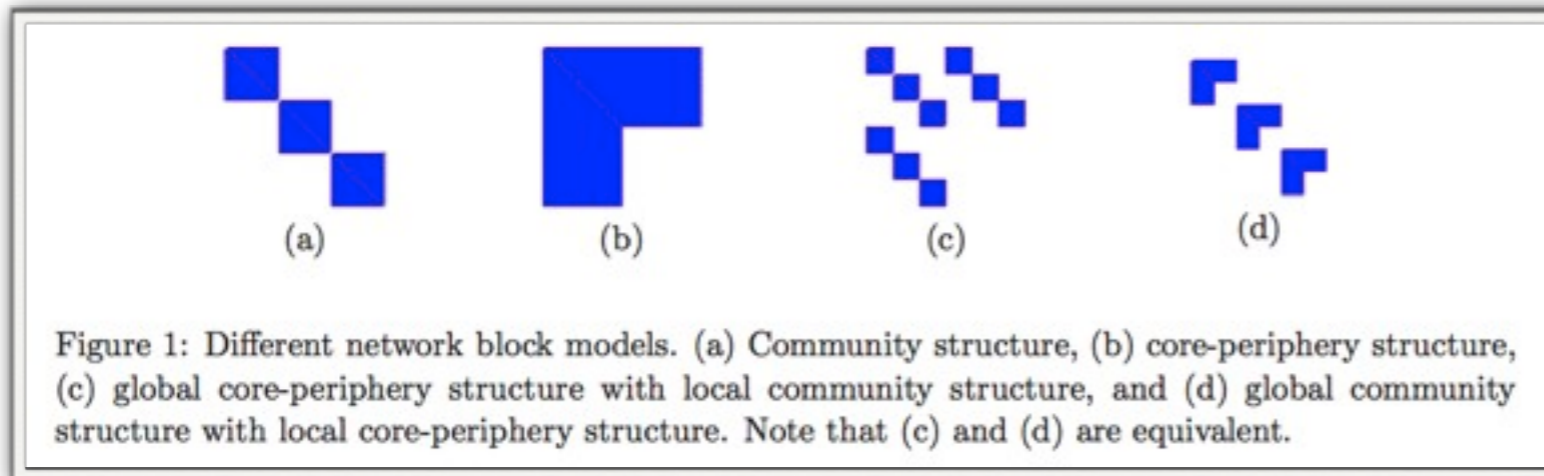 (a) (b) (c) (d)
Figure 1: Different network block models. (a) Community structure, (b) core-periphery structure,
(c) global core-periphery structure with local community structure, and (d) global community
structure with local core-periphery structure. Note that (c) and (d) are equivalent.